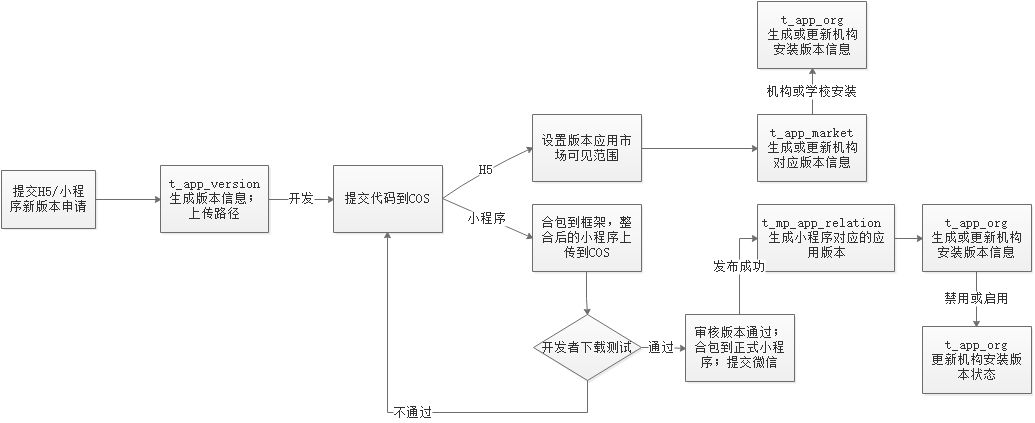 提交H5/小程
序新版本申请
t_app_version
生成版本信息；
上传路径
开发
提交代码到COS
H5
小程序
设置版本应用市
场可见范围
t_app_market
生成或更新机构
对应版本信息
机构或学校安装
t_app_org
生成或更新机构
安装版本信息
合包到框架，整
合后的小程序上
传到COS
开发者下载测试
不通过
通过
审核版本通过；
合包到正式小程
序；提交微信
发布成功
t_mp_app_relation
生成小程序对应的应
用版本
t_app_org
生成或更新机构
安装版本信息
禁用或启用
t_app_org
更新机构安装版
本状态